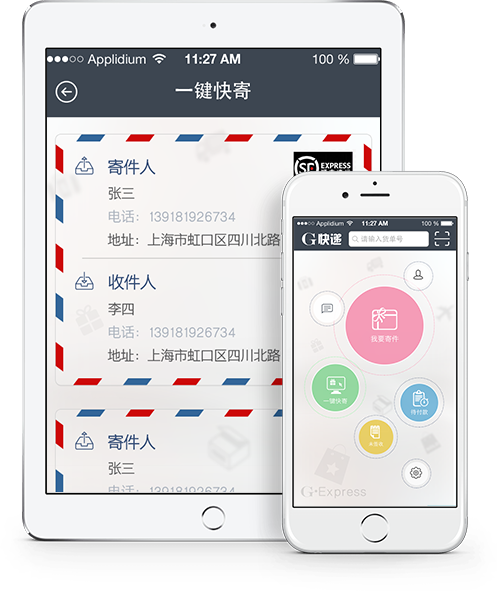 Applidium 11:27 AM 100 %
一键快寄
寄件人
SF EXPRESS
张三
电话：13918192673​4
地址：上海市虹口区四川北路
收件人
李四
电话：139181926734
地址：上海市虹口区四川北路
寄件人
张三
电话：139181926734
Applidium 11:27 AM 100 %
G快递
请输入货单号
我要寄件
一键快寄
待付款
G·Express